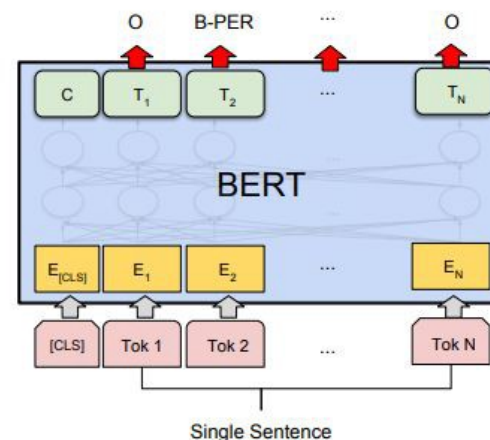 O B-PER ... O
C T1 T2 ... TN
BERT
E[CLS] E1 E2 ... EN
[CLS] Tok 1 Tok 2 ... Tok N
Single Sentence